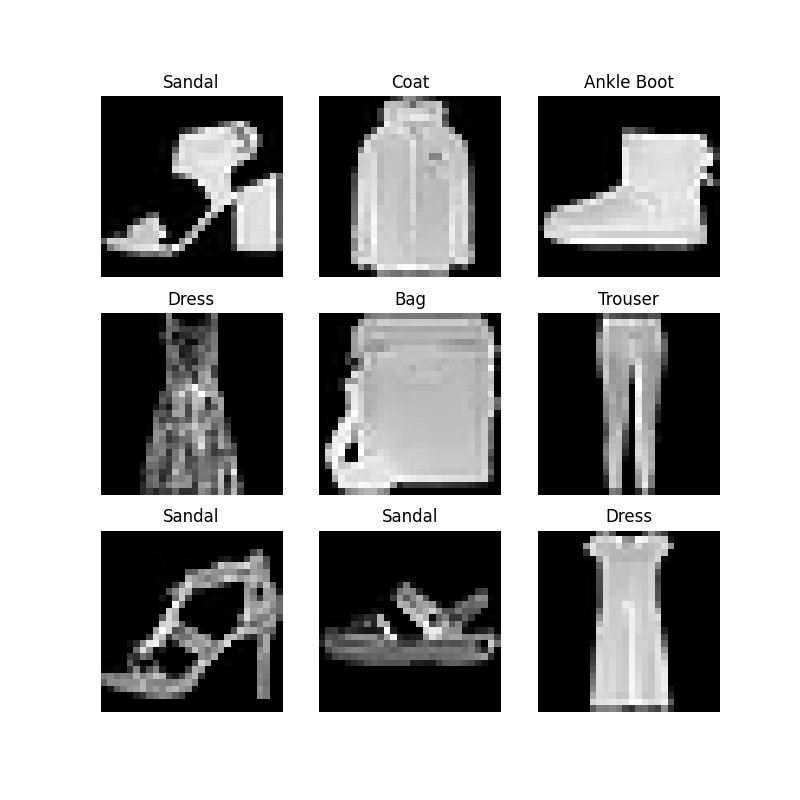 Sandal
Coat
Ankle Boot
Dress
Bag
Trouser
Sandal
Sandal
Dress